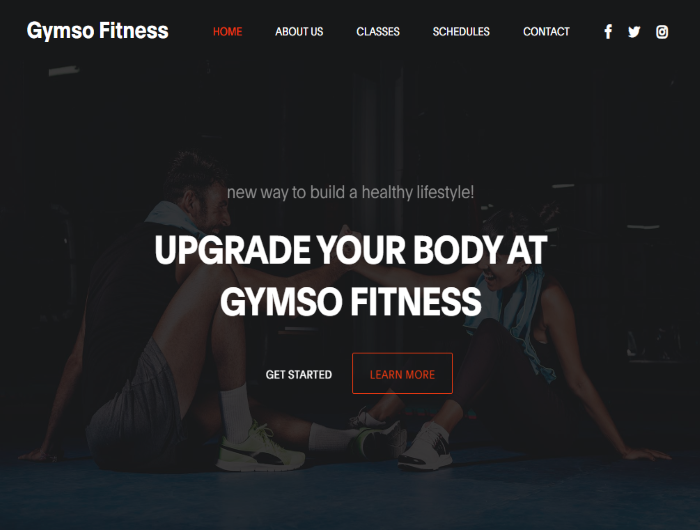 Gymso Fitness HOME ABOUT US CLASSES SCHEDULES CONTACT
new way to build a healthy lifestyle!
UPGRADE YOUR BODY AT
GYMSO FITNESS
GET STARTED LEARN MORE